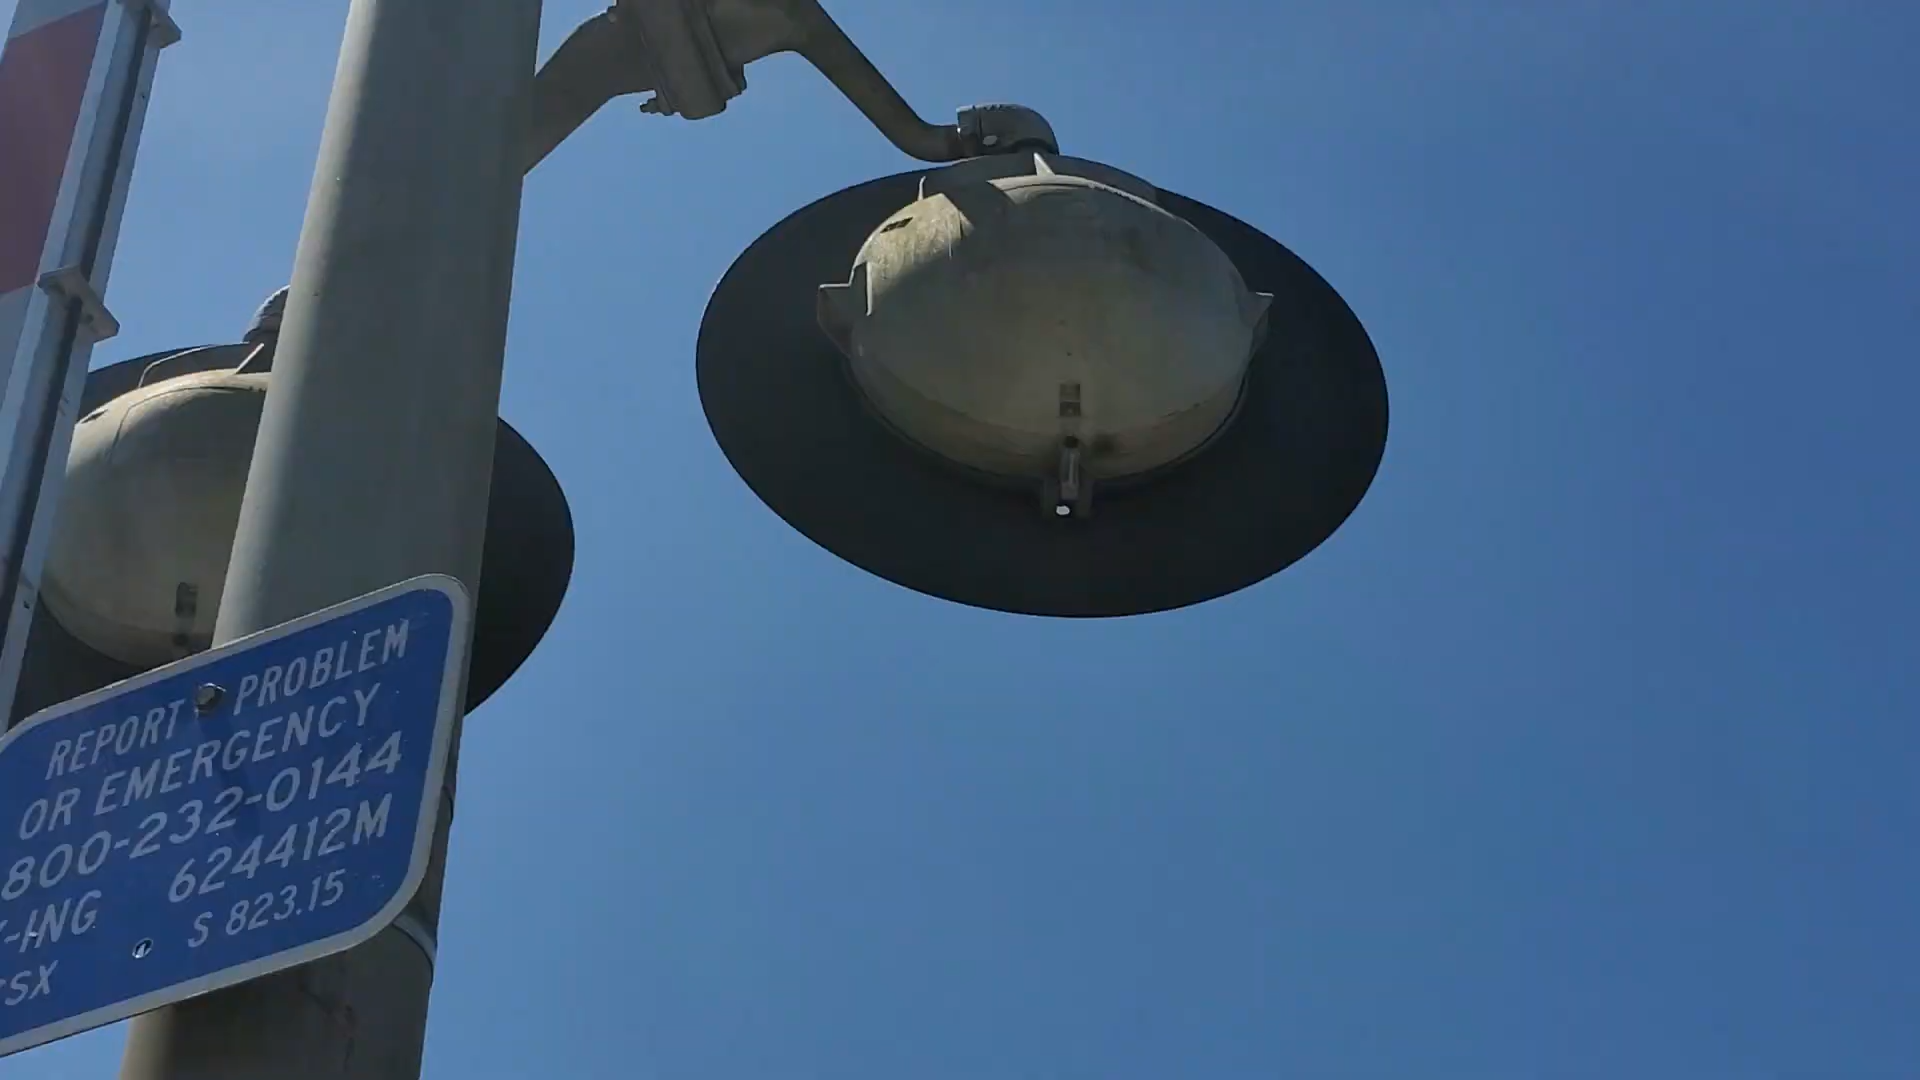 REPORT PROBLEM
OR EMERGENCY
800-232-0144
-ING 624412M
S 823.15
SX